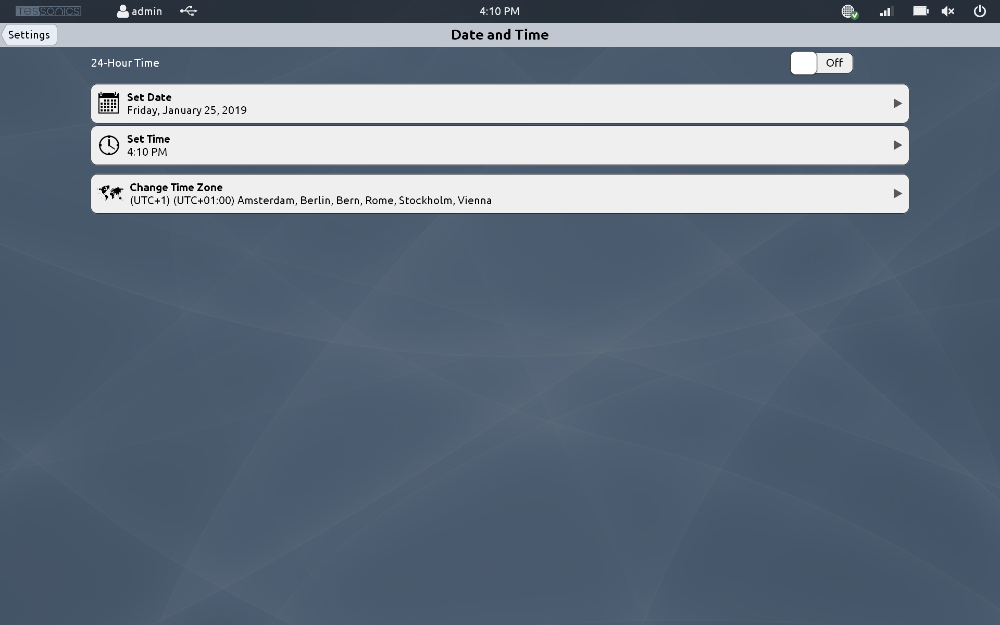 Tessonics
admin
4:10 PM
Settings
Date and Time
24-Hour Time
Off
Set Date
Friday, January 25, 2019
Set Time
4:10 PM
Change Time Zone
(UTC+1) (UTC+01:00) Amsterdam, Berlin, Bern, Rome, Stockholm, Vienna